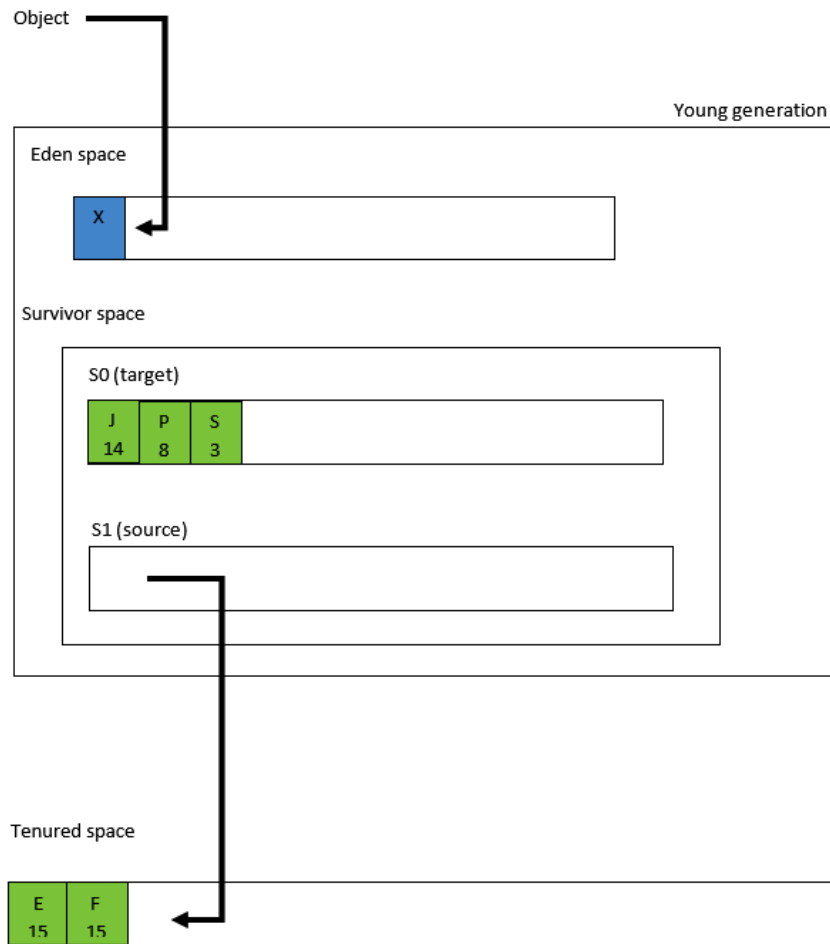 Object
Young generation
Eden space
X
Survivor space
S0 (target)
J P S
14 8 3
S1 (source)
Tenured space
E F
15 15